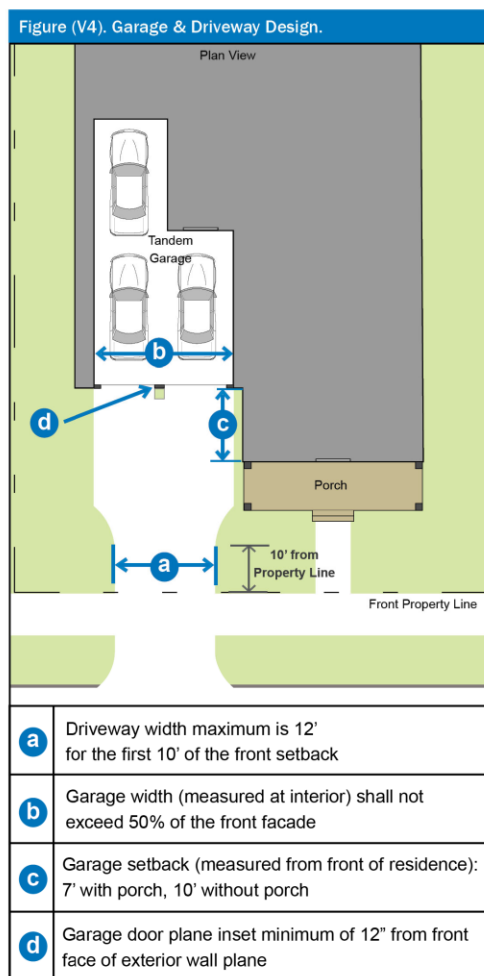 Figure (V4). Garage & Driveway Design.
Plan View
Tandem
Garage
b
d
c
Porch
a
10' from
Property Line
Front Property Line
a
Driveway width maximum is 12'
for the first 10' of the front setback
b
Garage width (measured at interior) shall not
exceed 50% of the front facade
c
Garage setback (measured from front of residence):
7' with porch, 10' without porch
d
Garage door plane inset minimum of 12" from front
face of exterior wall plane